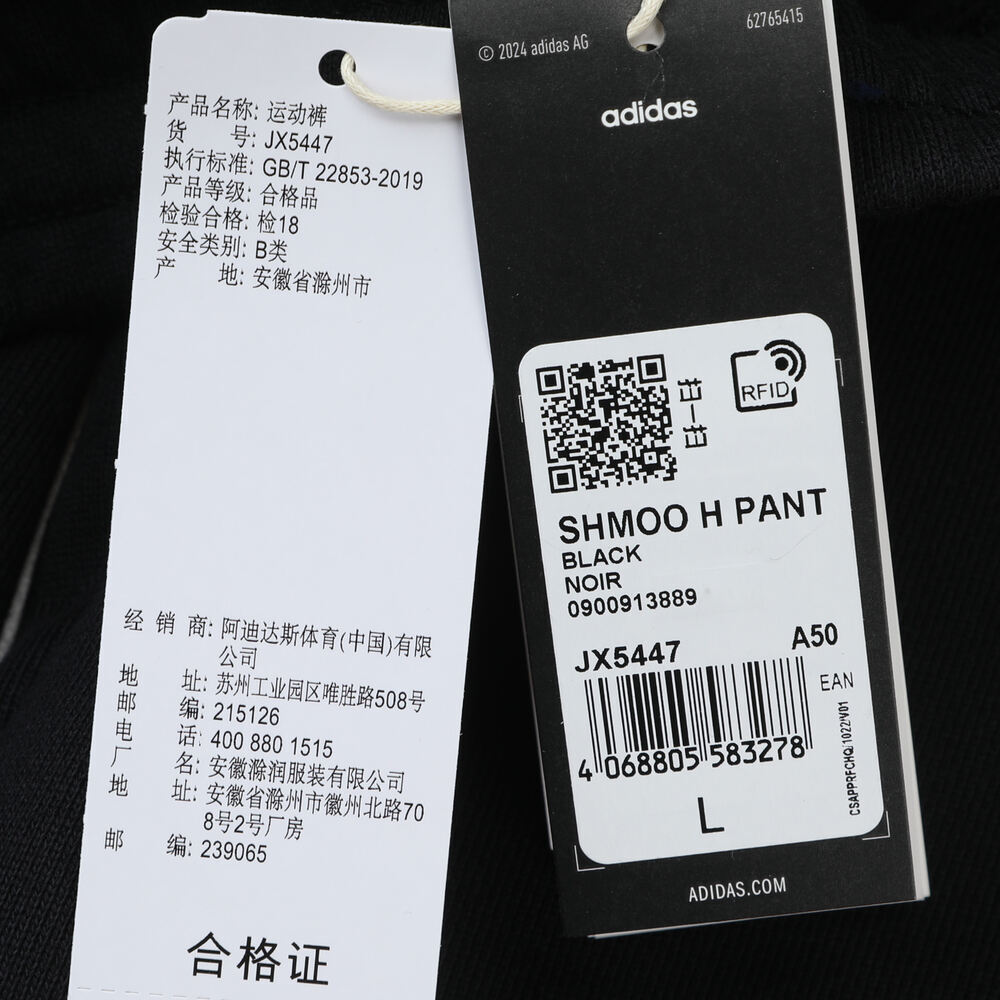 产品名称: 运动裤
货 号: JX5447
执行标准: GB/T 22853-2019
产品等级: 合格品
检验合格: 检18
安全类别: B类
产 地: 安徽省滁州市
经 销 商: 阿迪达斯体育(中国)有限
公司
地 址: 苏州工业园区唯胜路508号
邮 编: 215126
电 话: 400 880 1515
厂 名: 安徽滁润服装有限公司
地 址: 安徽省滁州市徽州北路70
8号2号厂房
邮 编: 239065
合格证
© 2024 adidas AG
62765415
adidas
扫一扫
RFID
SHMOO H PANT
BLACK
NOIR
0900913889
JX5447 A50
EAN
4 068805 583278
CSAPPRFCHQ 1022/V01
L
ADIDAS.COM